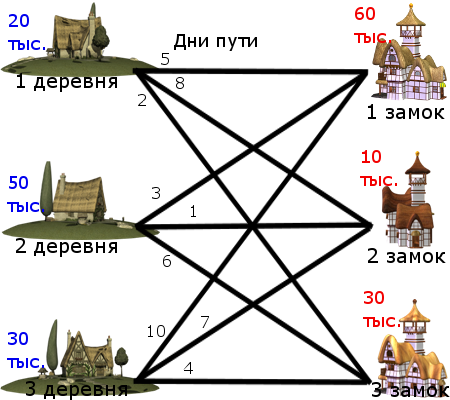 20
тыс.
Дни пути
60
тыс.
5
8
2
1 деревня
1 замок
50
тыс.
3
1
10
тыс.
2 деревня
6
2 замок
30
тыс.
10
7
4
30
тыс.
3 деревня
3 замок